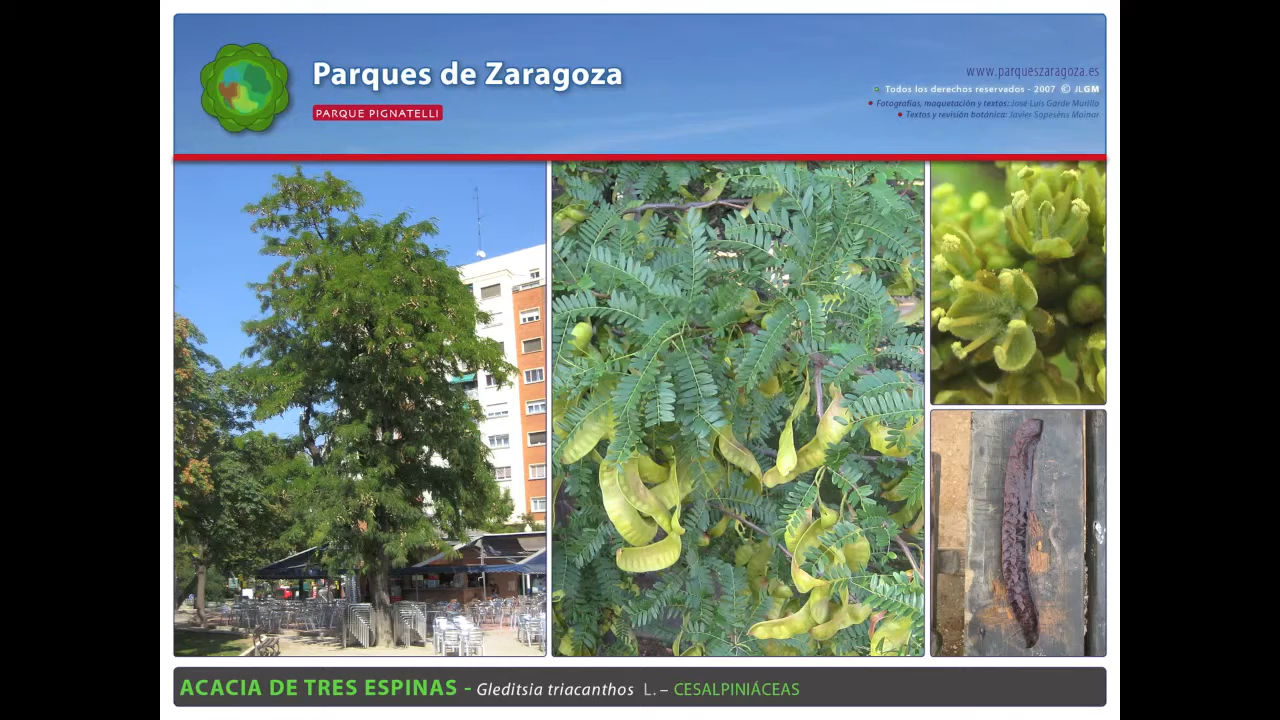 Parques de Zaragoza
PARQUE PIGNATELLI
www.parqueszaragoza.es
Todos los derechos reservados - 2007 © JLGM
Fotografías, maquetación y textos: José Luis Garde Murillo
Textos y revisión botánica: Javier Sopeséns Mainar
ACACIA DE TRES ESPINAS - Gleditsia triacanthos L. – CESALPINIÁCEAS